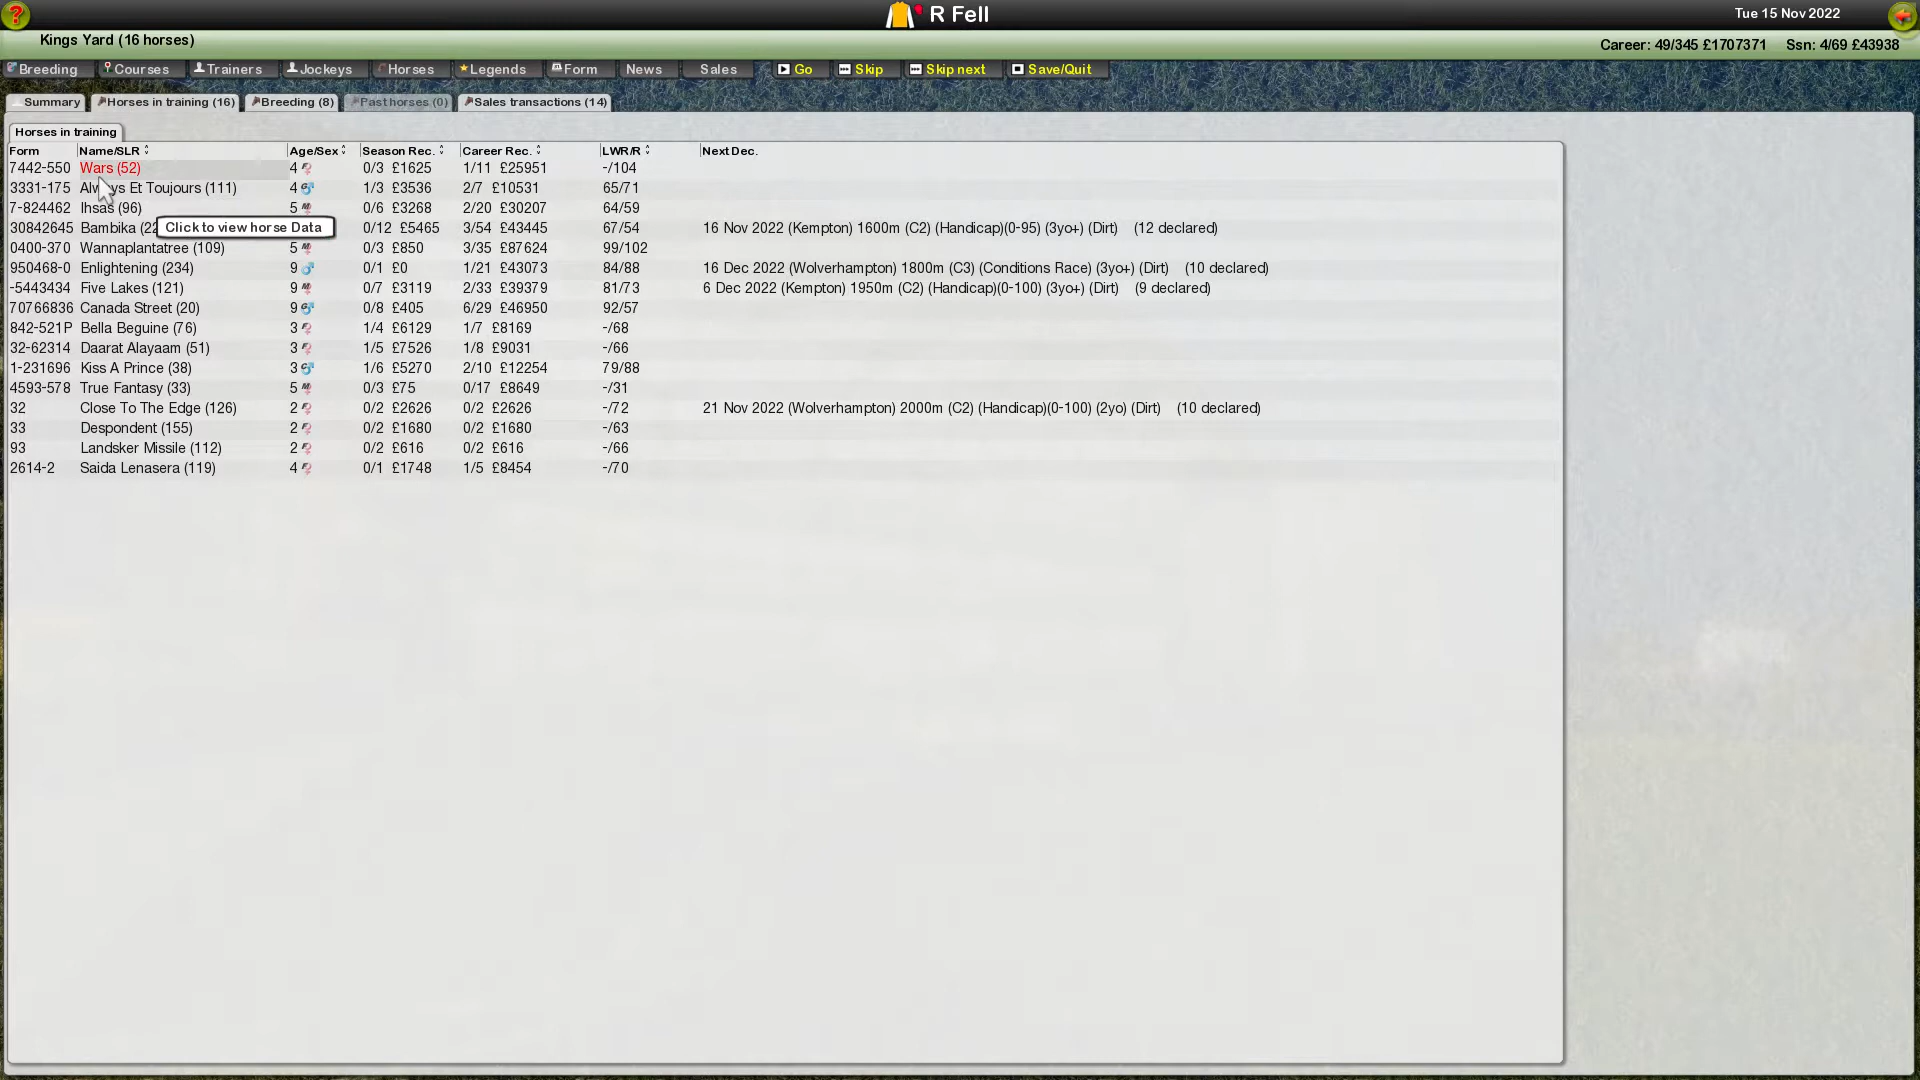 ?
R Fell
Tue 15 Nov 2022
Kings Yard (16 horses)
Career: 49/345 £1707371 Ssn: 4/69 £43938
Breeding Courses Trainers Jockeys Horses Legends Form News Sales Go Skip Skip next Save/Quit
Summary Horses in training (16) Breeding (8) Past horses (0) Sales transactions (14)
Horses in training
Form Name/SLR Age/Sex Season Rec. Career Rec. LWR/R Next Dec.
7442-550 Wars (52) 4 0/3 £1625 1/11 £25951 -/104
3331-175 Always Et Toujours (111) 4 1/3 £3536 2/7 £10531 65/71
7-824462 Ihsas (96) 5 0/6 £3268 2/20 £30207 64/59
30842645 Bambika (22 0/12 £5465 3/54 £43445 67/54 16 Nov 2022 (Kempton) 1600m (C2) (Handicap)(0-95) (3yo+) (Dirt) (12 declared)
Click to view horse Data
0400-370 Wannaplantatree (109) 5 0/3 £850 3/35 £87624 99/102
950468-0 Enlightening (234) 9 0/1 £0 1/21 £43073 84/88 16 Dec 2022 (Wolverhampton) 1800m (C3) (Conditions Race) (3yo+) (Dirt) (10 declared)
-5443434 Five Lakes (121) 9 0/7 £3119 2/33 £39379 81/73 6 Dec 2022 (Kempton) 1950m (C2) (Handicap)(0-100) (3yo+) (Dirt) (9 declared)
70766836 Canada Street (20) 9 0/8 £405 6/29 £46950 92/57
842-521P Bella Beguine (76) 3 1/4 £6129 1/7 £8169 -/68
32-62314 Daarat Alayaam (51) 3 1/5 £7526 1/8 £9031 -/66
1-231696 Kiss A Prince (38) 3 1/6 £5270 2/10 £12254 79/88
4593-578 True Fantasy (33) 5 0/3 £75 0/17 £8649 -/31
32 Close To The Edge (126) 2 0/2 £2626 0/2 £2626 -/72 21 Nov 2022 (Wolverhampton) 2000m (C2) (Handicap)(0-100) (2yo) (Dirt) (10 declared)
33 Despondent (155) 2 0/2 £1680 0/2 £1680 -/63
93 Landsker Missile (112) 2 0/2 £616 0/2 £616 -/66
2614-2 Saida Lenasera (119) 4 0/1 £1748 1/5 £8454 -/70